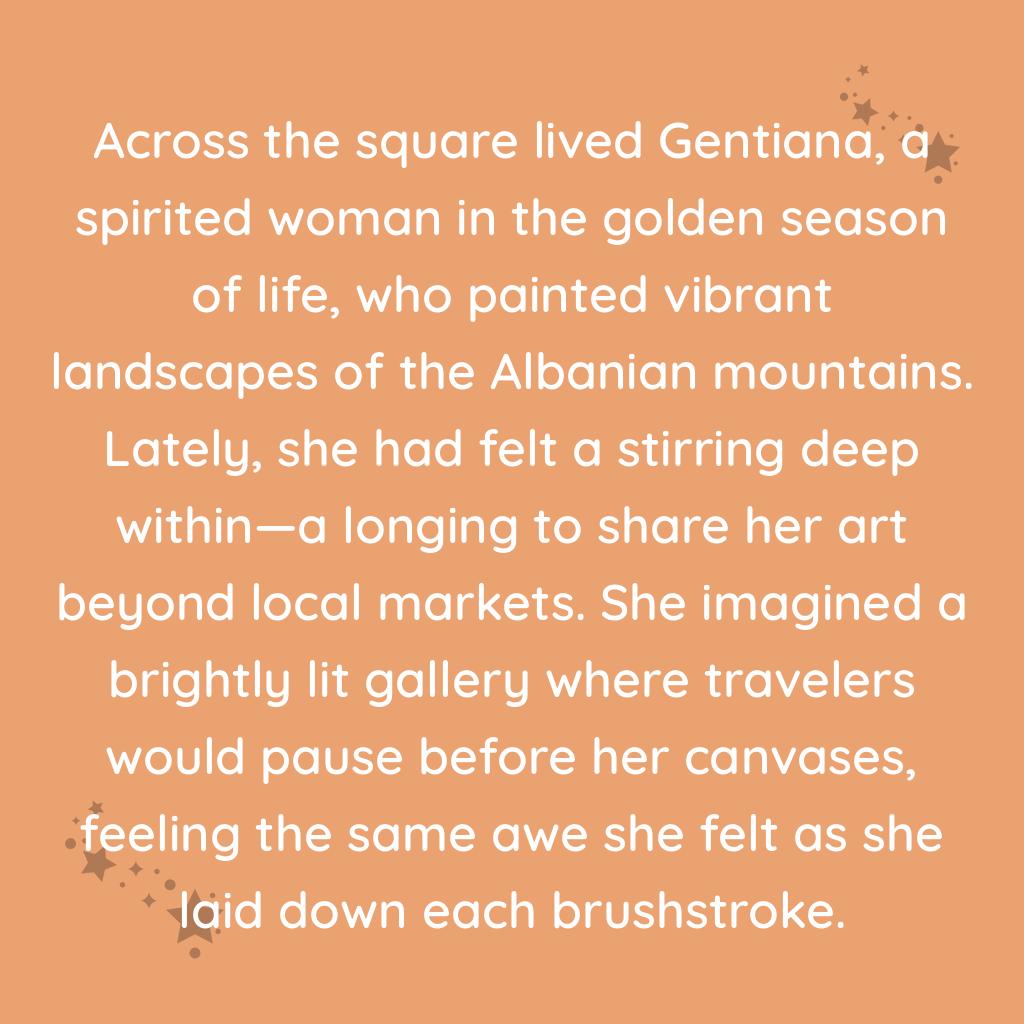 Across the square lived Gentiana, a
spirited woman in the golden season
of life, who painted vibrant
landscapes of the Albanian mountains.
Lately, she had felt a stirring deep
within—a longing to share her art
beyond local markets. She imagined a
brightly lit gallery where travelers
would pause before her canvases,
feeling the same awe she felt as she
laid down each brushstroke.